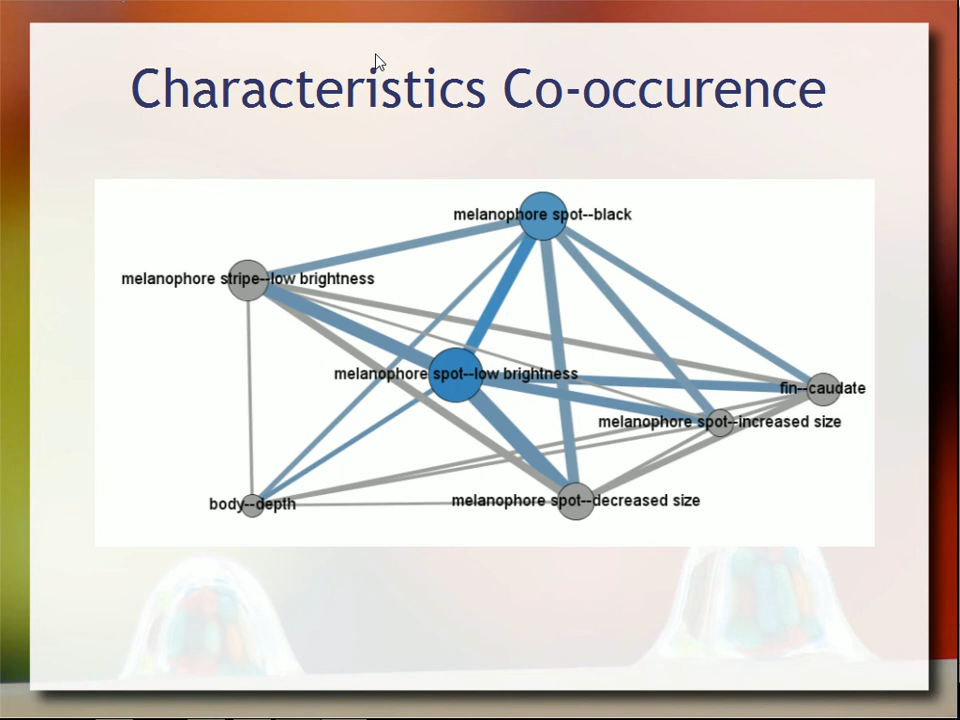 Characteristics Co-occurence
melanophore spot--black
melanophore stripe--low brightness
melanophore spot--low brightness
fin--caudate
melanophore spot--increased size
body--depth
melanophore spot--decreased size